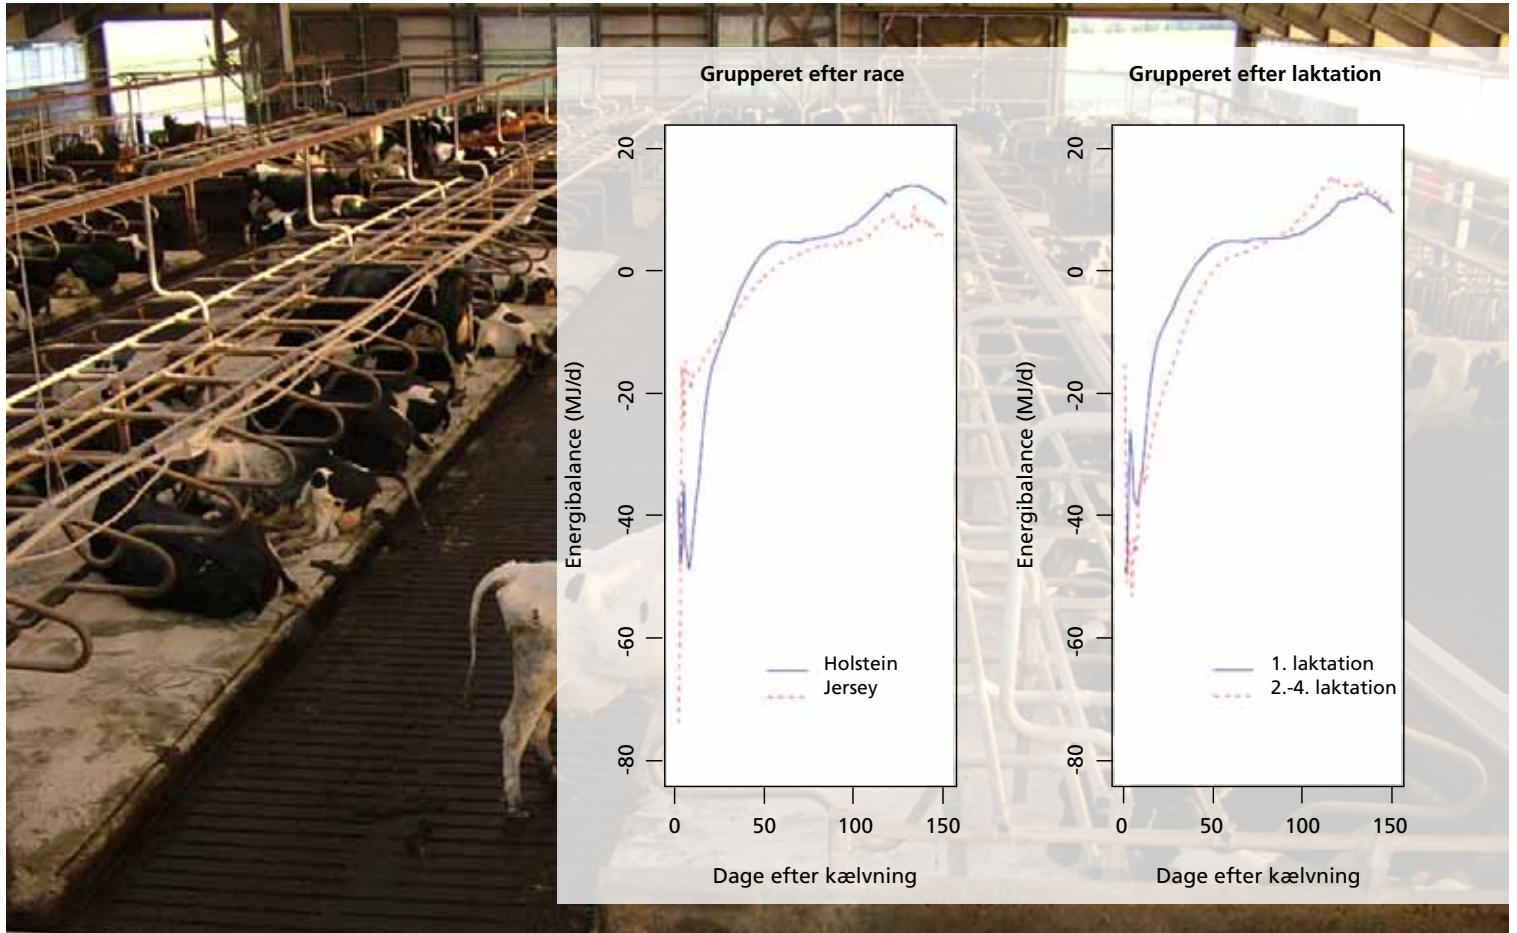 Grupperet efter race
20
0
-20
-40
-60
-80
Energibalance (MJ/d)
Holstein
Jersey
0 50 100 150
Dage efter kælvning
Grupperet efter laktation
20
0
-20
-40
-60
-80
Energibalance (MJ/d)
1. laktation
2.-4. laktation
0 50 100 150
Dage efter kælvning